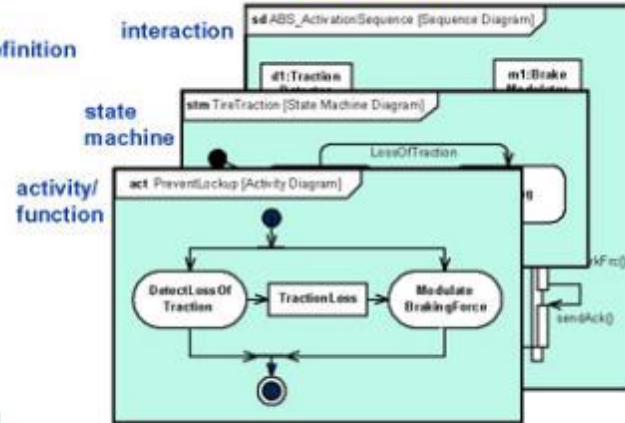 interaction
sd ABS_ActivationSequence [Sequence Diagram]
d1:Traction
m1:Brake
state
machine
stm TireTraction [State Machine Diagram]
LossOfTraction
activity/
function
act PreventLockup [Activity Diagram]
DetectLossOf
Traction
TractionLoss
Modulate
BrakingForce
sendAck()